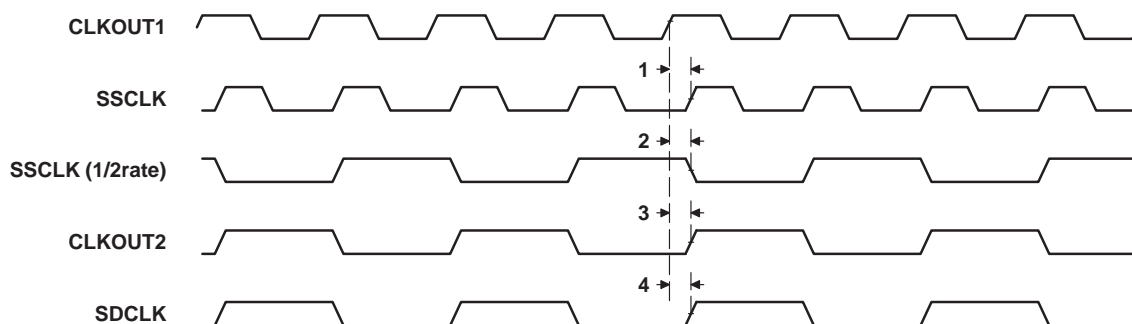 CLKOUT1
1
SSCLK
2
SSCLK (1/2rate)
3
CLKOUT2
4
SDCLK